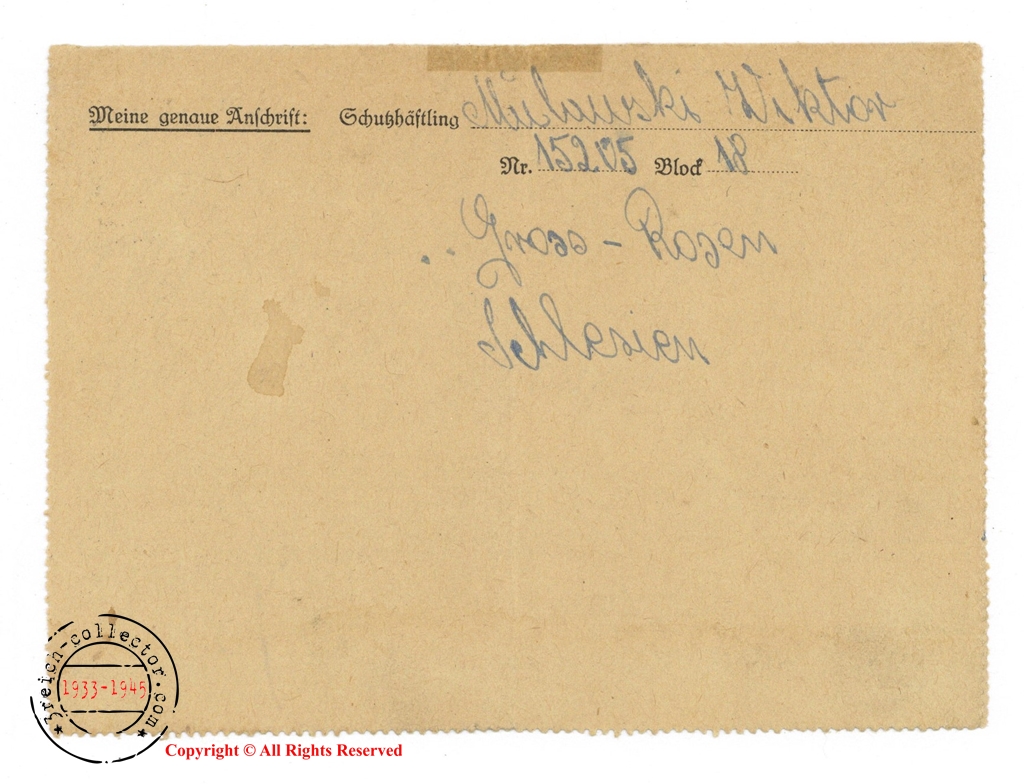 Meine genaue Anschrift: Schutzhäftling Wiktor
Nr. 15205 Block 18
Gross - Rosen
Schlesien
3reich-collector.com
1933-1945
Copyright © All Rights Reserved